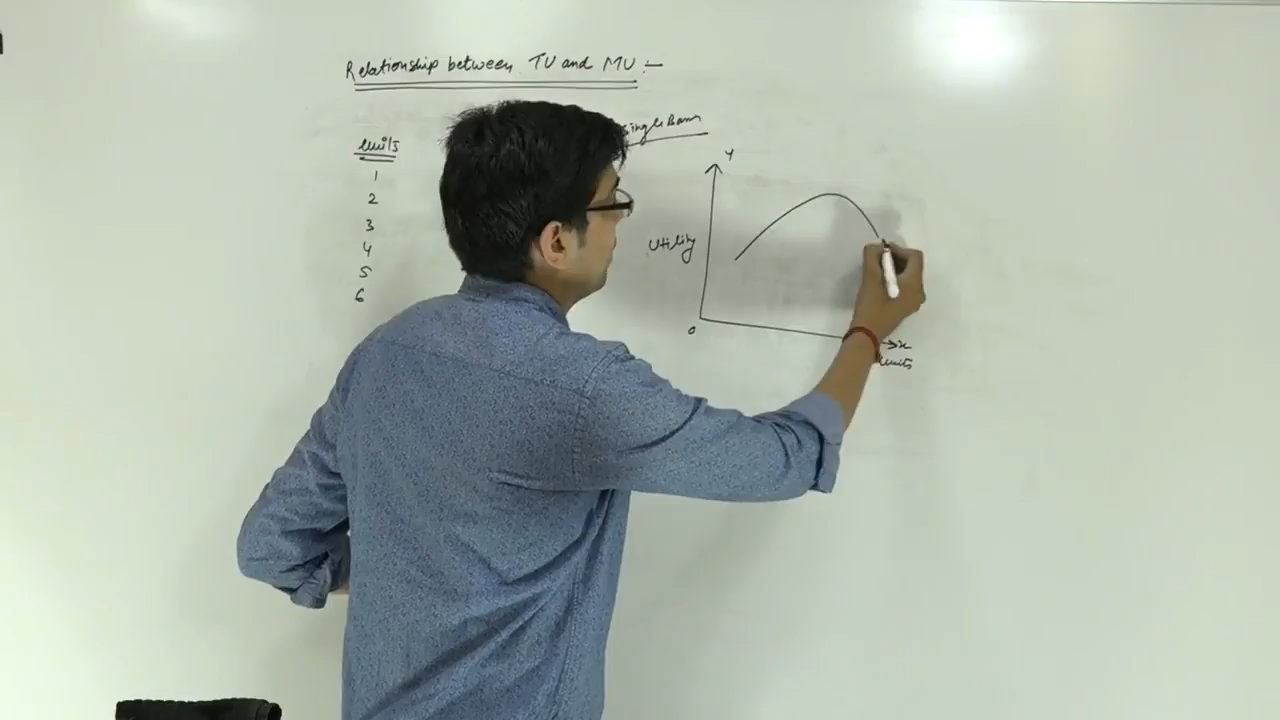 Relationship between TU and MU :-
units
1
2
3
4
5
6
Y
Utility
0
x
units